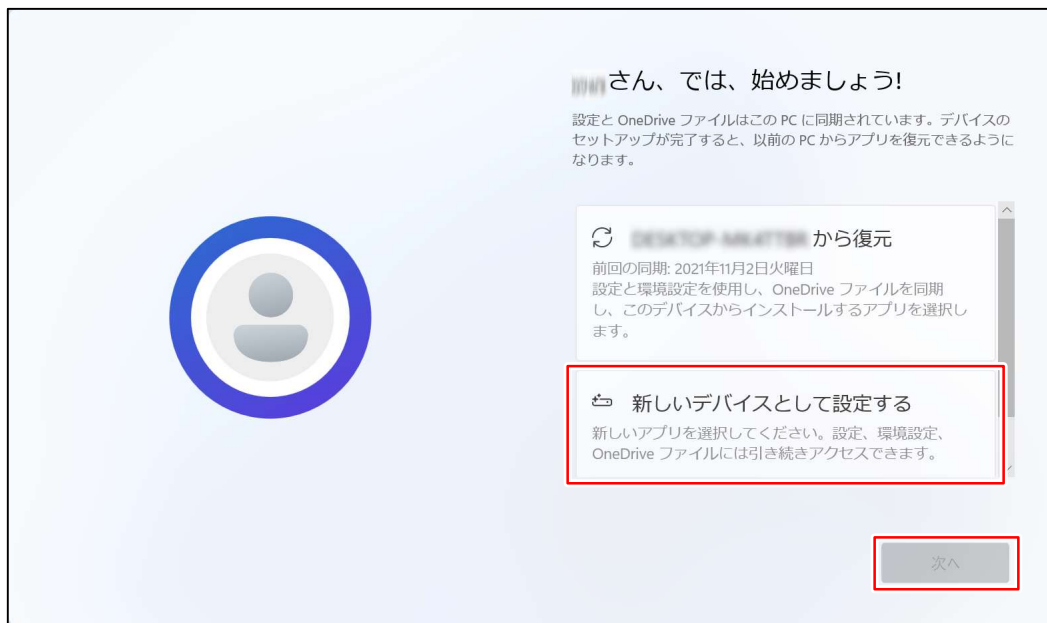 さん、では、始めましょう!
設定と OneDrive ファイルはこの PC に同期されています。デバイスの
セットアップが完了すると、以前の PC からアプリを復元できるように
なります。
から復元
前回の同期: 2021年11月2日火曜日
設定と環境設定を使用し、OneDrive ファイルを同期
し、このデバイスからインストールするアプリを選択し
ます。
新しいデバイスとして設定する
新しいアプリを選択してください。設定、環境設定、
OneDrive ファイルには引き続きアクセスできます。
次へ